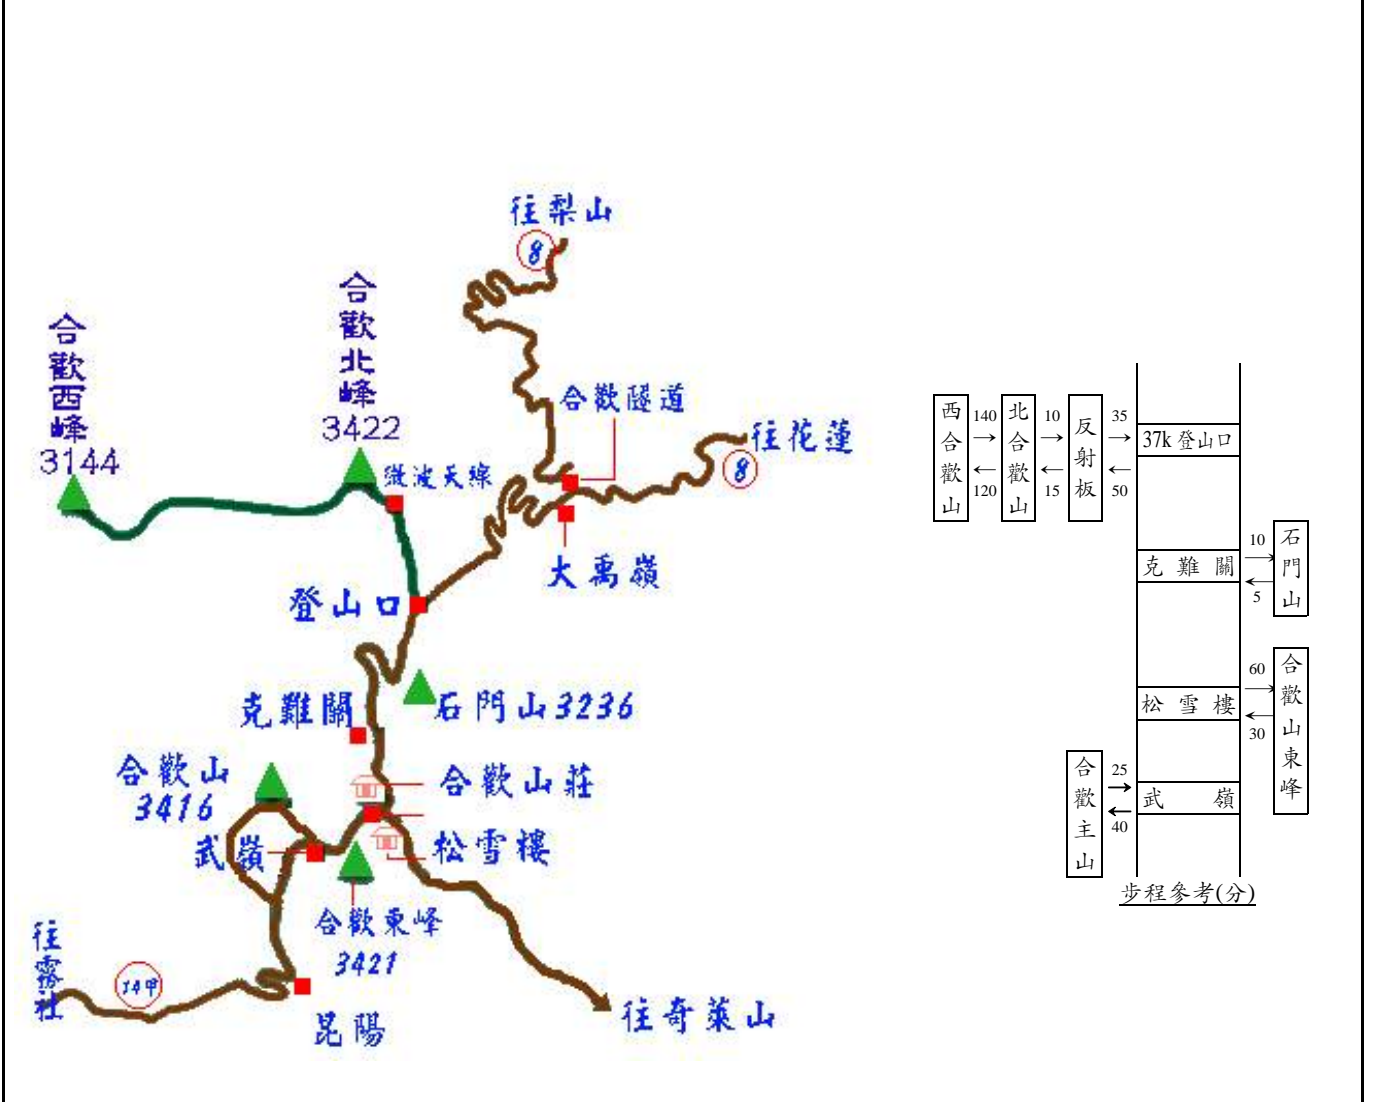 往梨山
8
合歡北峰
3422
合歡西峰
3144
合歡隧道
往花蓮
8
微波天線
大禹嶺
登山口
石門山3236
克難關
合歡山
3416
合歡山莊
武嶺
松雪樓
合歡東峰
3421
往霧社
14甲
昆陽
往奇萊山
西合歡山
140
→
←
120
北合歡山
10
→
←
15
反射板
35
→
←
50
37k 登山口
克難關
10
→
←
5
石門山
松雪樓
60
→
←
30
合歡山東峰
合歡主山
25
→
←
40
武嶺
步程參考(分)